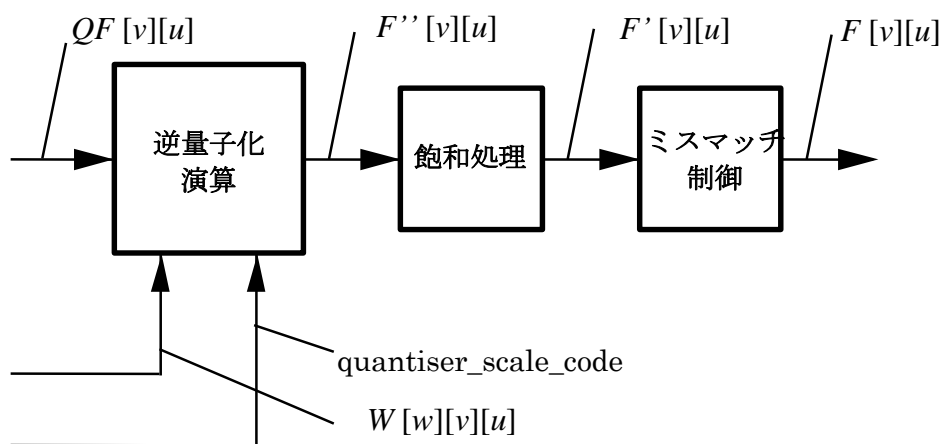 QF [v][u]
F'' [v][u]
F' [v][u]
F [v][u]
逆量子化
演算
飽和処理
ミスマッチ
制御
quantiser_scale_code
W [w][v][u]